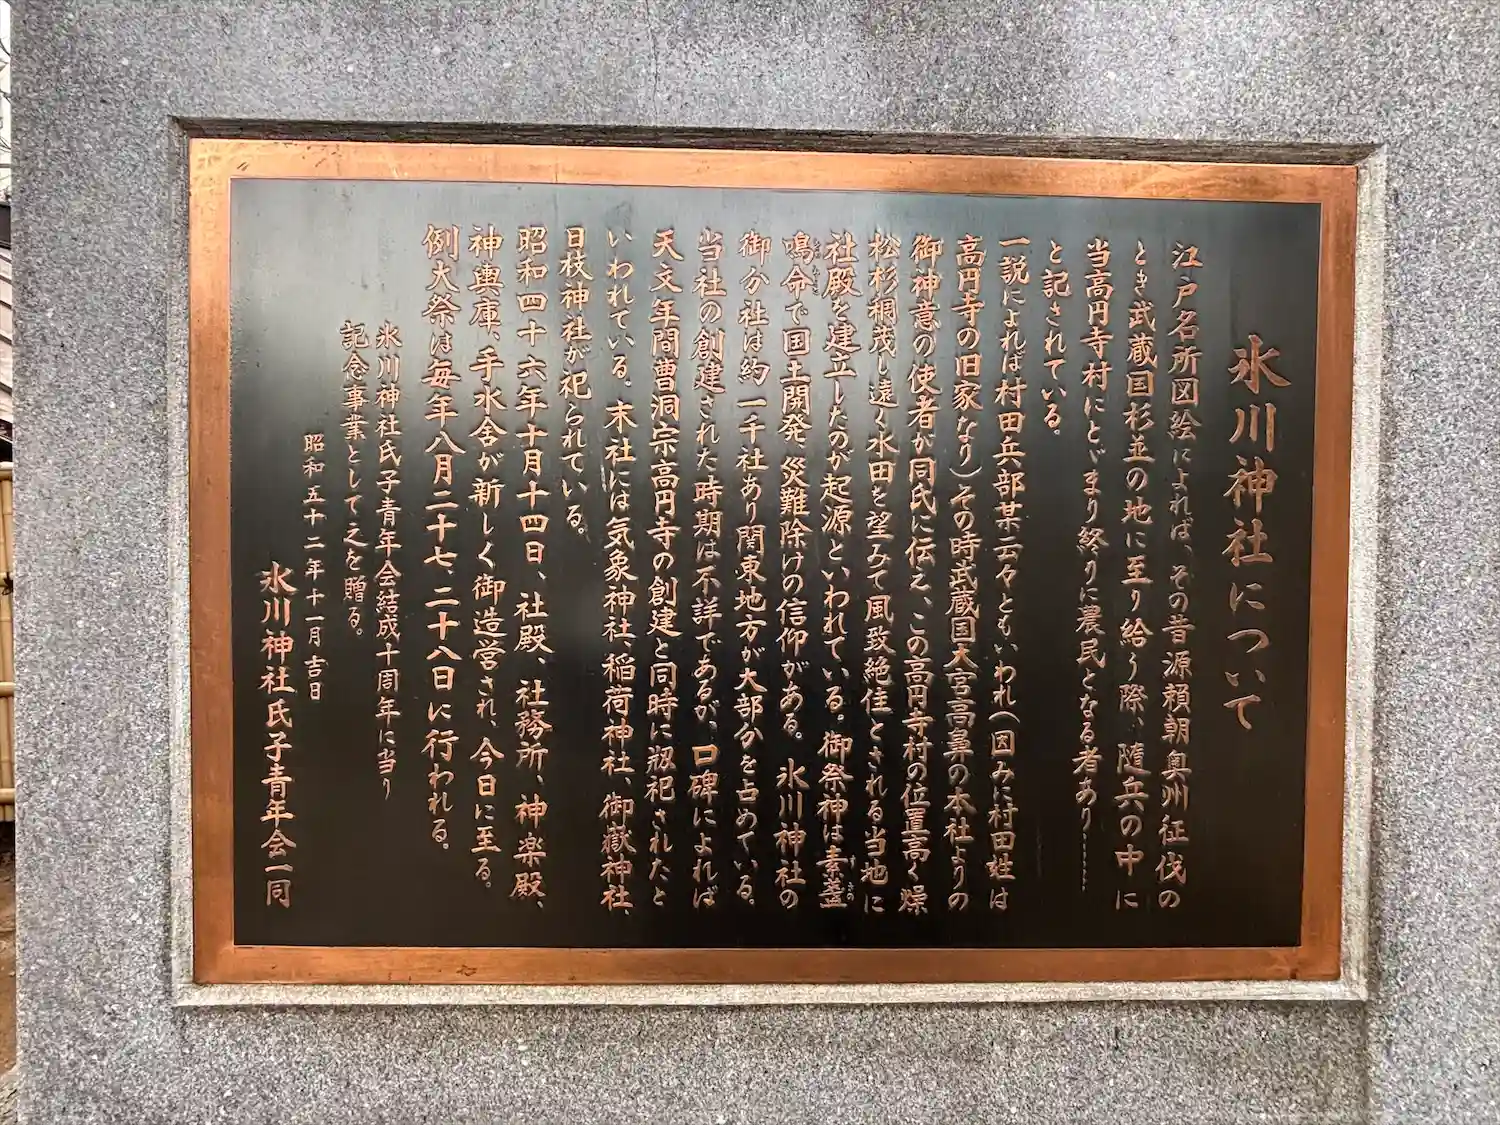 氷川神社について
江戸名所図絵によれば、その昔源頼朝奥州征伐の
とき武蔵国杉並の地に至り給う際、随兵の中に
当高円寺村にとゞまり終りに農民となる者あり………
と記されている。
一説によれば村田兵部某云々ともいわれ(因みに村田姓は
高円寺の旧家なり)その時武蔵国大宮高鼻の本社よりの
御神意の使者が同氏に伝え、この高円寺村の位置高く燥
松杉稠茂し遠く水田を望みて風致絶佳とされる当地に
社殿を建立したのが起源といわれている。御祭神は素盞
鳴命で国土開発、災難除けの信仰がある。氷川神社の
御分社は約一千社あり関東地方が大部分を占めている。
当社の創建された時期は不詳であるが、口碑によれば
天文年間曹洞宗高円寺の創建と同時に祀されたと
いわれている。末社には気象神社、稲荷神社、御嶽神社、
日枝神社が祀られている。
昭和四十六年十月十四日、社殿、社務所、神楽殿、
神輿庫、手水舎が新しく御造営され、今日に至る。
例大祭は毎年八月二十七、二十八日に行われる。
氷川神社氏子青年会結成十周年に当り
記念事業として之を贈る。
昭和五十二年十一月吉日
氷川神社氏子青年会一同